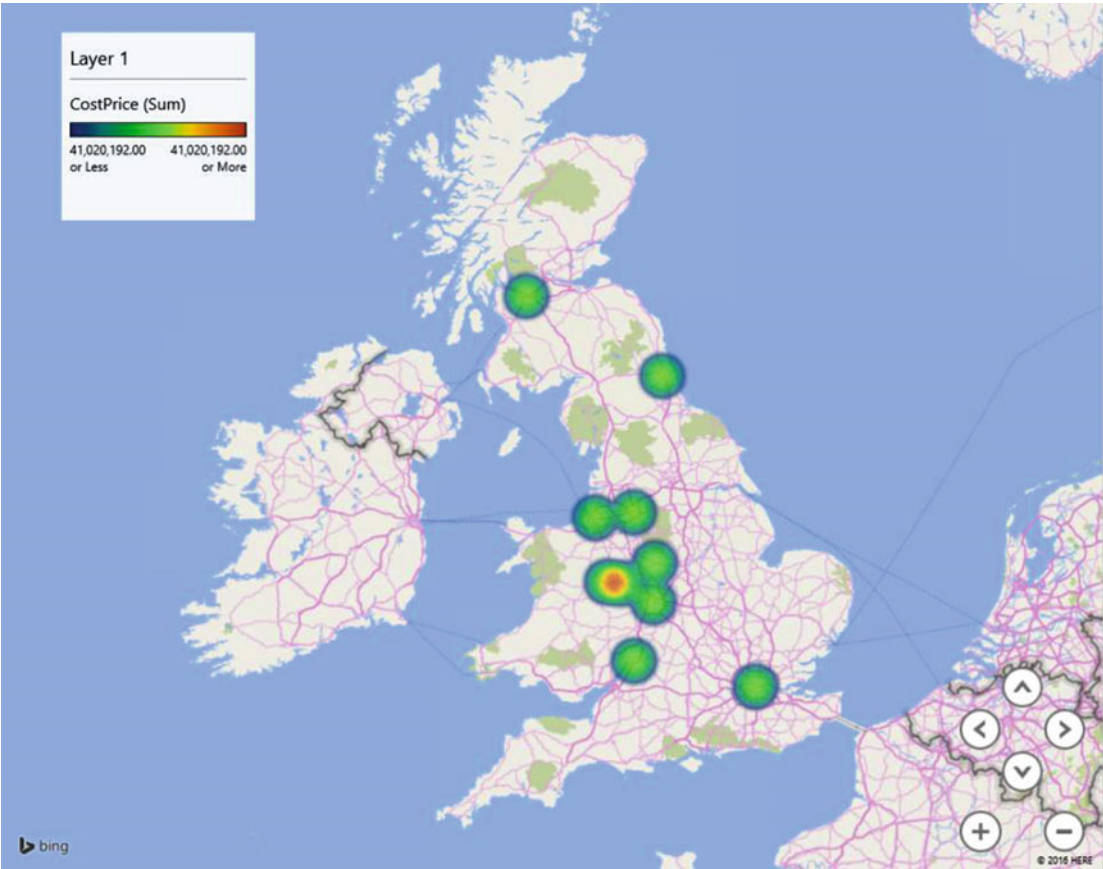 Layer 1
CostPrice (Sum)
41,020,192.00 41,020,192.00
or Less or More
bing
© 2016 HERE